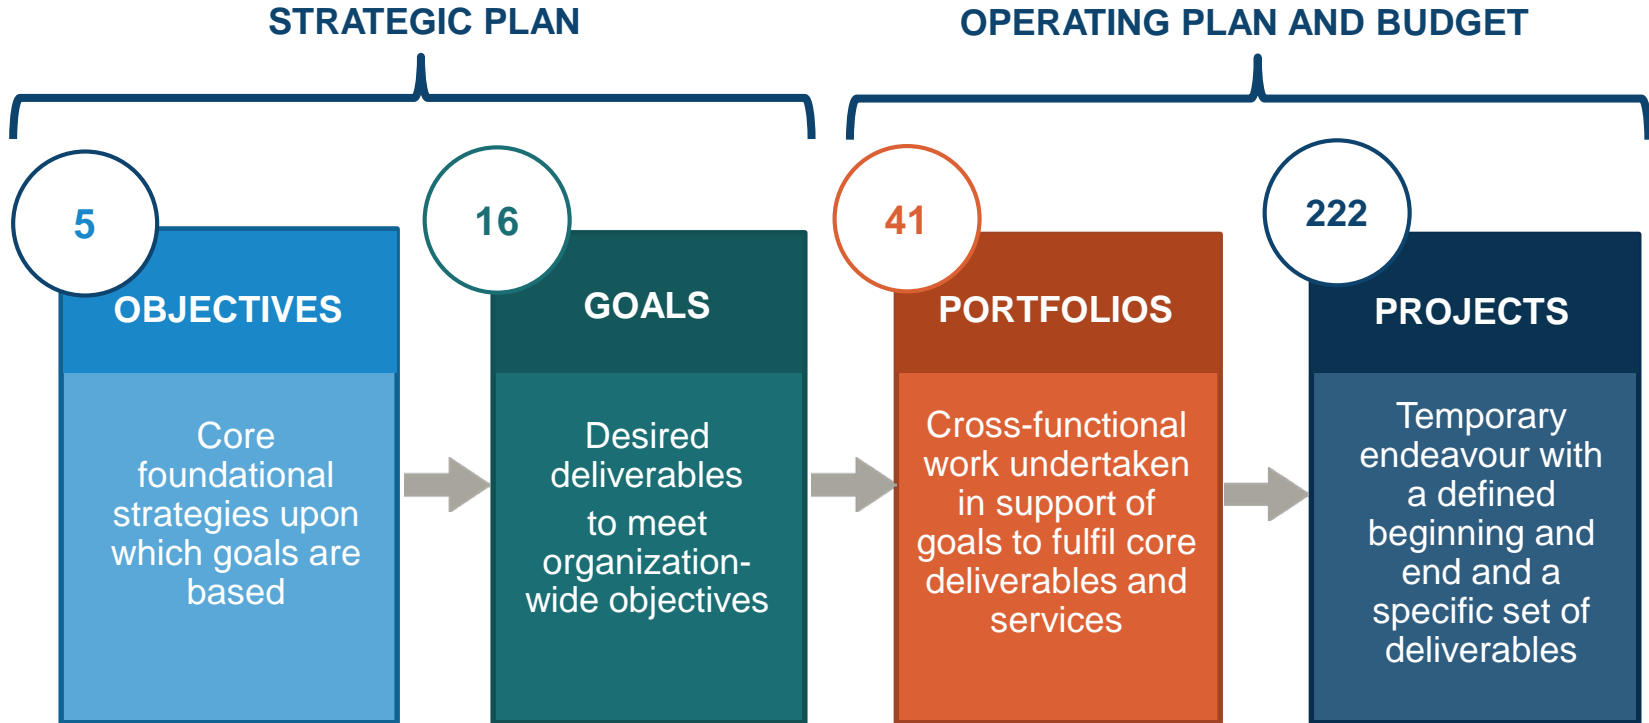 STRATEGIC PLAN
OPERATING PLAN AND BUDGET
5
OBJECTIVES
Core
foundational
strategies upon
which goals are
based
16
GOALS
Desired
deliverables
to meet
organization-
wide objectives
41
PORTFOLIOS
Cross-functional
work undertaken
in support of
goals to fulfil core
deliverables and
services
222
PROJECTS
Temporary
endeavour with
a defined
beginning and
end and a
specific set of
deliverables